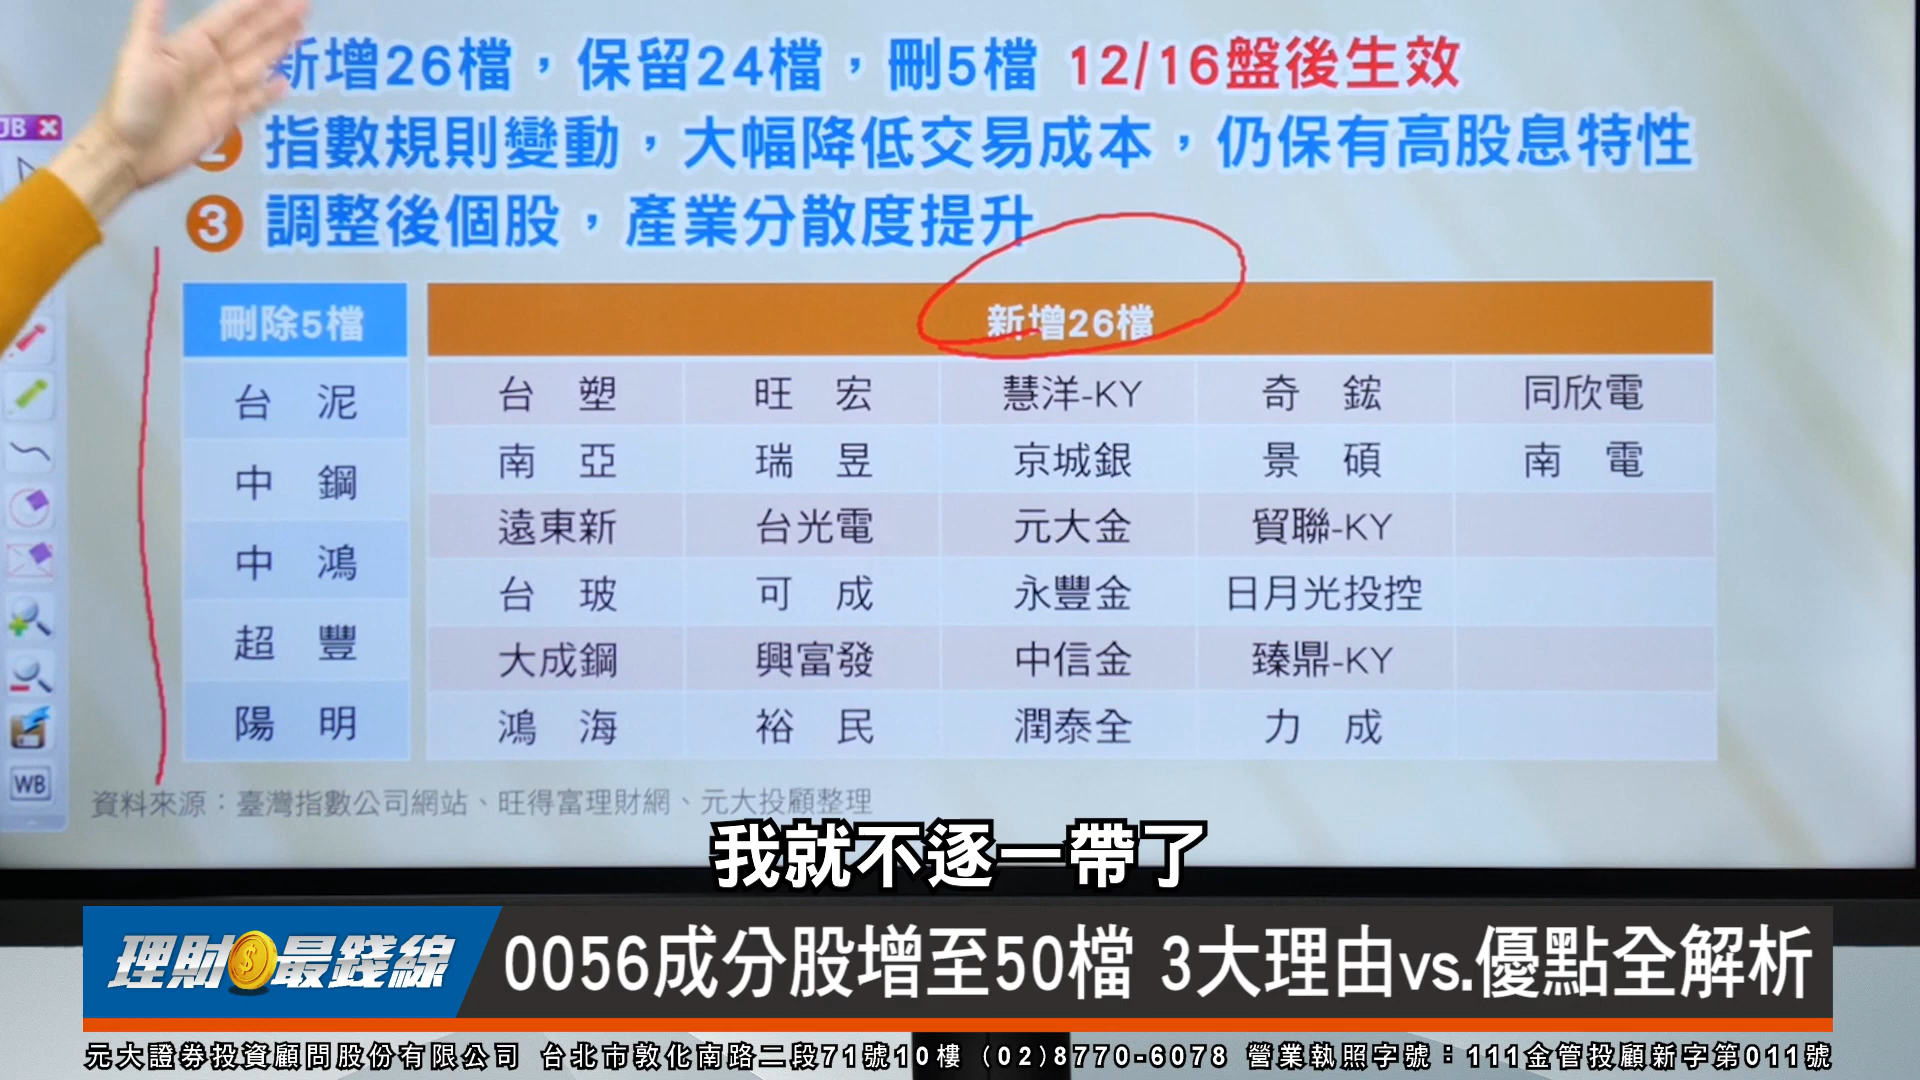 新增26檔，保留24檔，刪5檔 12/16盤後生效
JB
2 指數規則變動，大幅降低交易成本，仍保有高股息特性
3 調整後個股，產業分散度提升
刪除5檔 新增26檔
台泥
中鋼
中鴻
超豐
陽明
台塑 旺宏 慧洋-KY 奇鋐 同欣電
南亞 瑞昱 京城銀 景碩 南電
遠東新 台光電 元大金 貿聯-KY
台玻 可成 永豐金 日月光投控
大成鋼 興富發 中信金 臻鼎-KY
鴻海 裕民 潤泰全 力成
WB
資料來源：臺灣指數公司網站、旺得富理財網、元大投顧整理
我就不逐一帶了
理財最錢線 0056成分股增至50檔 3大理由vs.優點全解析
元大證券投資顧問股份有限公司 台北市敦化南路二段71號10樓 (02)8770-6078 營業執照字號：111金管投顧新字第011號